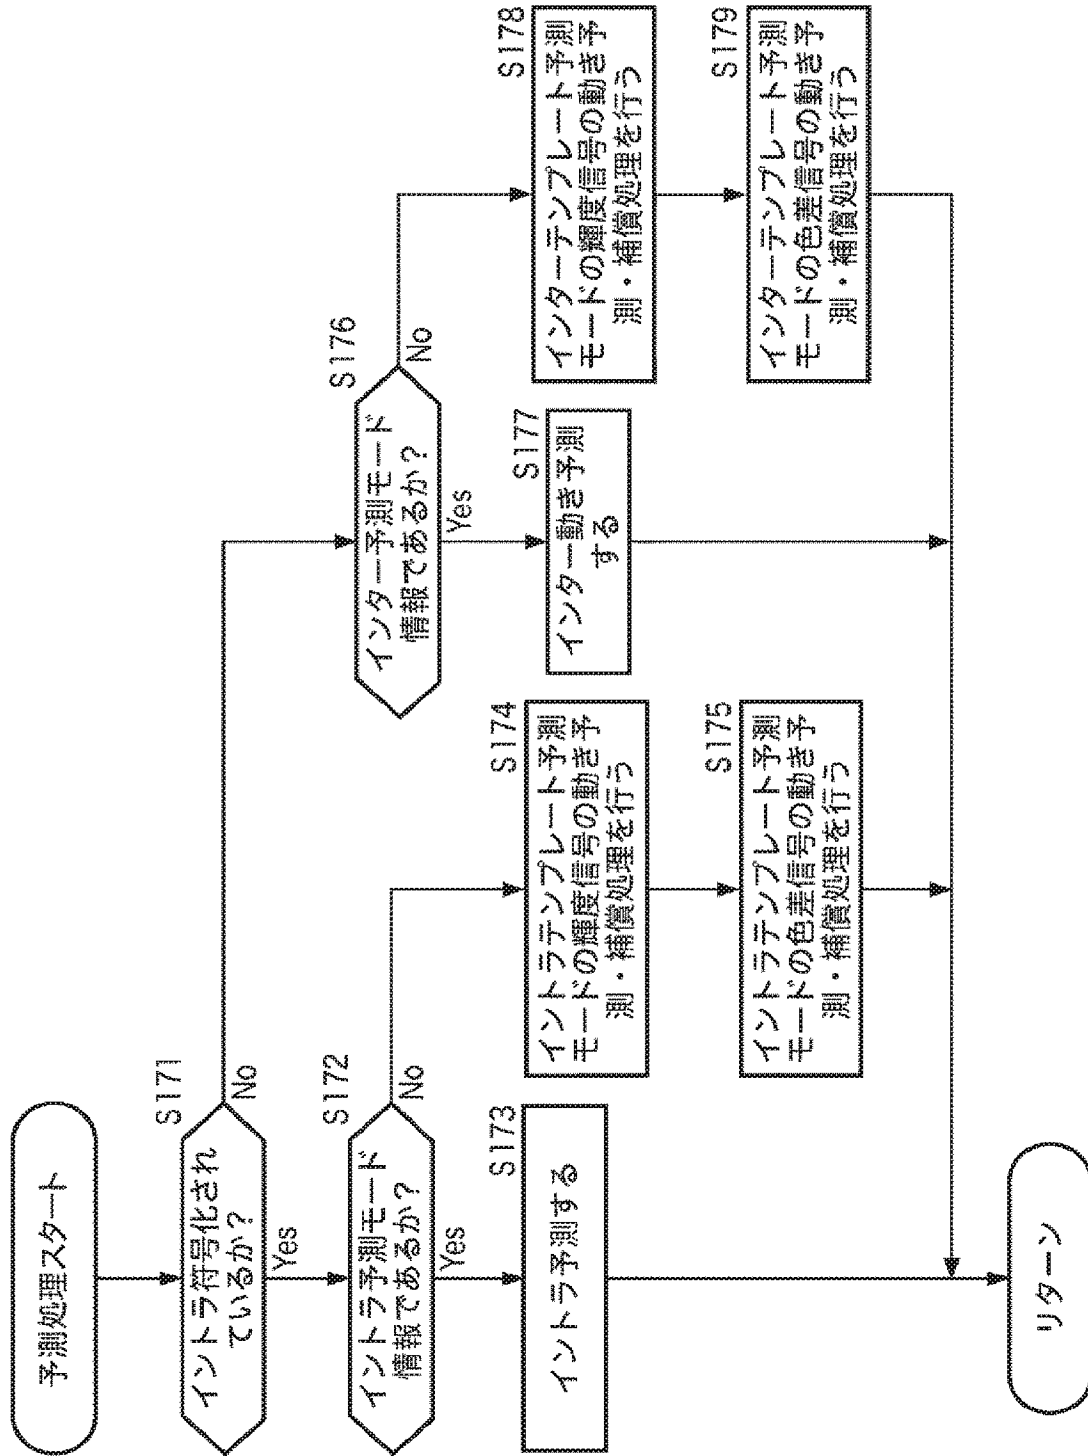 予測処理スタート
S171
イントラ符号化され
ているか？
No
Yes
S172
イントラ予測モード
情報であるか？
No
Yes
S173
イントラ予測する
S174
イントラテンプレート予測
モードの輝度信号の動き予
測・補償処理を行う
S175
イントラテンプレート予測
モードの色差信号の動き予
測・補償処理を行う
S176
インター予測モード
情報であるか？
No
Yes
S177
インター動き予測
する
S178
インターテンプレート予測
モードの輝度信号の動き予
測・補償処理を行う
S179
インターテンプレート予測
モードの色差信号の動き予
測・補償処理を行う
リターン